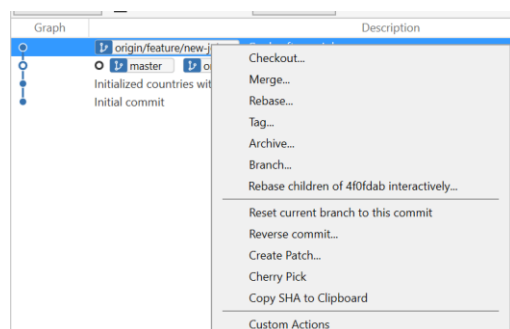 Graph
Description
origin/feature/new-j
master
Initialized countries wit
Initial commit
Checkout...
Merge...
Rebase...
Tag...
Archive...
Branch...
Rebase children of 4f0fdab interactively...
Reset current branch to this commit
Reverse commit...
Create Patch...
Cherry Pick
Copy SHA to Clipboard
Custom Actions